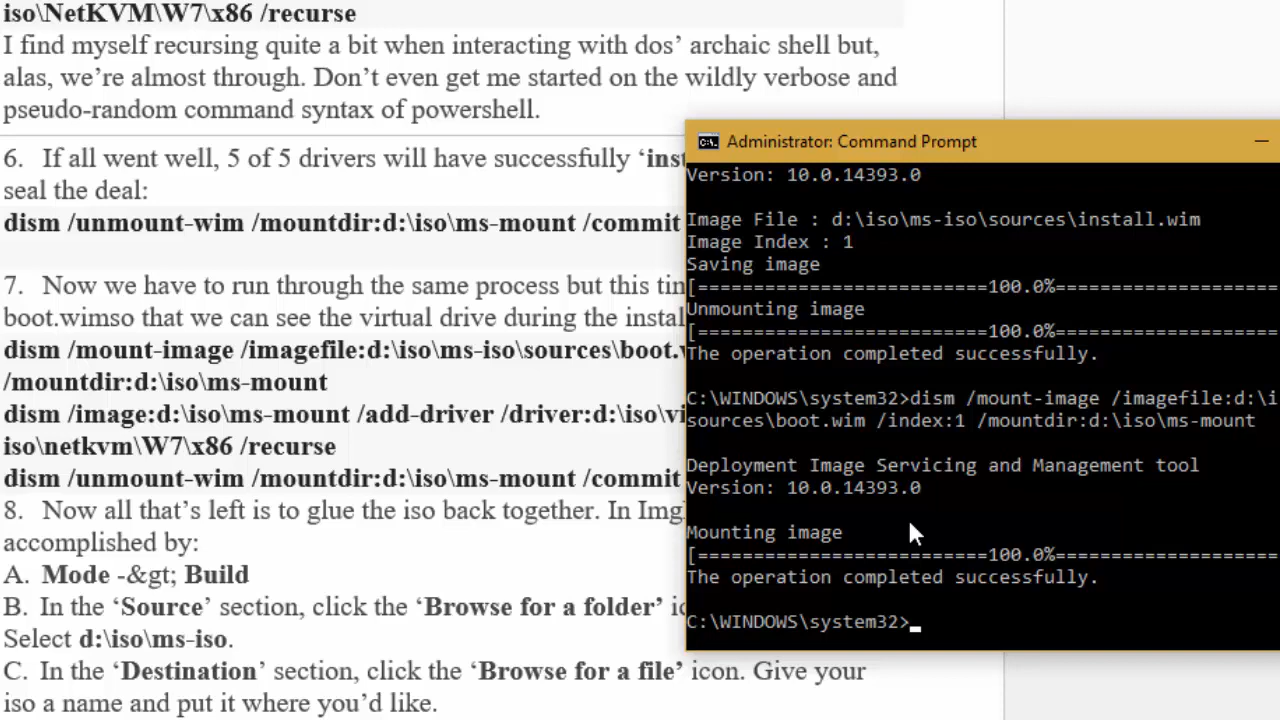 iso\NetKVM\W7\x86 /recurse
I find myself recursing quite a bit when interacting with dos’ archaic shell but,
alas, we’re almost through. Don’t even get me started on the wildly verbose and
pseudo-random command syntax of powershell.
6. If all went well, 5 of 5 drivers will have successfully ‘inst
seal the deal:
dism /unmount-wim /mountdir:d:\iso\ms-mount /commit
7. Now we have to run through the same process but this tim
boot.wimso that we can see the virtual drive during the instal
dism /mount-image /imagefile:d:\iso\ms-iso\sources\boot.w
/mountdir:d:\iso\ms-mount
dism /image:d:\iso\ms-mount /add-driver /driver:d:\iso\vi
iso\netkvm\W7\x86 /recurse
dism /unmount-wim /mountdir:d:\iso\ms-mount /commit
8. Now all that’s left is to glue the iso back together. In Img
accomplished by:
A. Mode -&gt; Build
B. In the ‘Source’ section, click the ‘Browse for a folder’ ic
Select d:\iso\ms-iso.
C. In the ‘Destination’ section, click the ‘Browse for a file’ icon. Give your
iso a name and put it where you’d like.
Administrator: Command Prompt
Version: 10.0.14393.0
Image File : d:\iso\ms-iso\sources\install.wim
Image Index : 1
Saving image
[===========================100.0%====================
Unmounting image
[===========================100.0%====================
The operation completed successfully.
C:\WINDOWS\system32>dism /mount-image /imagefile:d:\i
sources\boot.wim /index:1 /mountdir:d:\iso\ms-mount
Deployment Image Servicing and Management tool
Version: 10.0.14393.0
Mounting image
[===========================100.0%====================
The operation completed successfully.
C:\WINDOWS\system32>